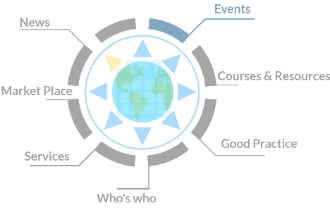 Events
News
Courses & Resources
Market Place
Good Practice
Services
Who's who